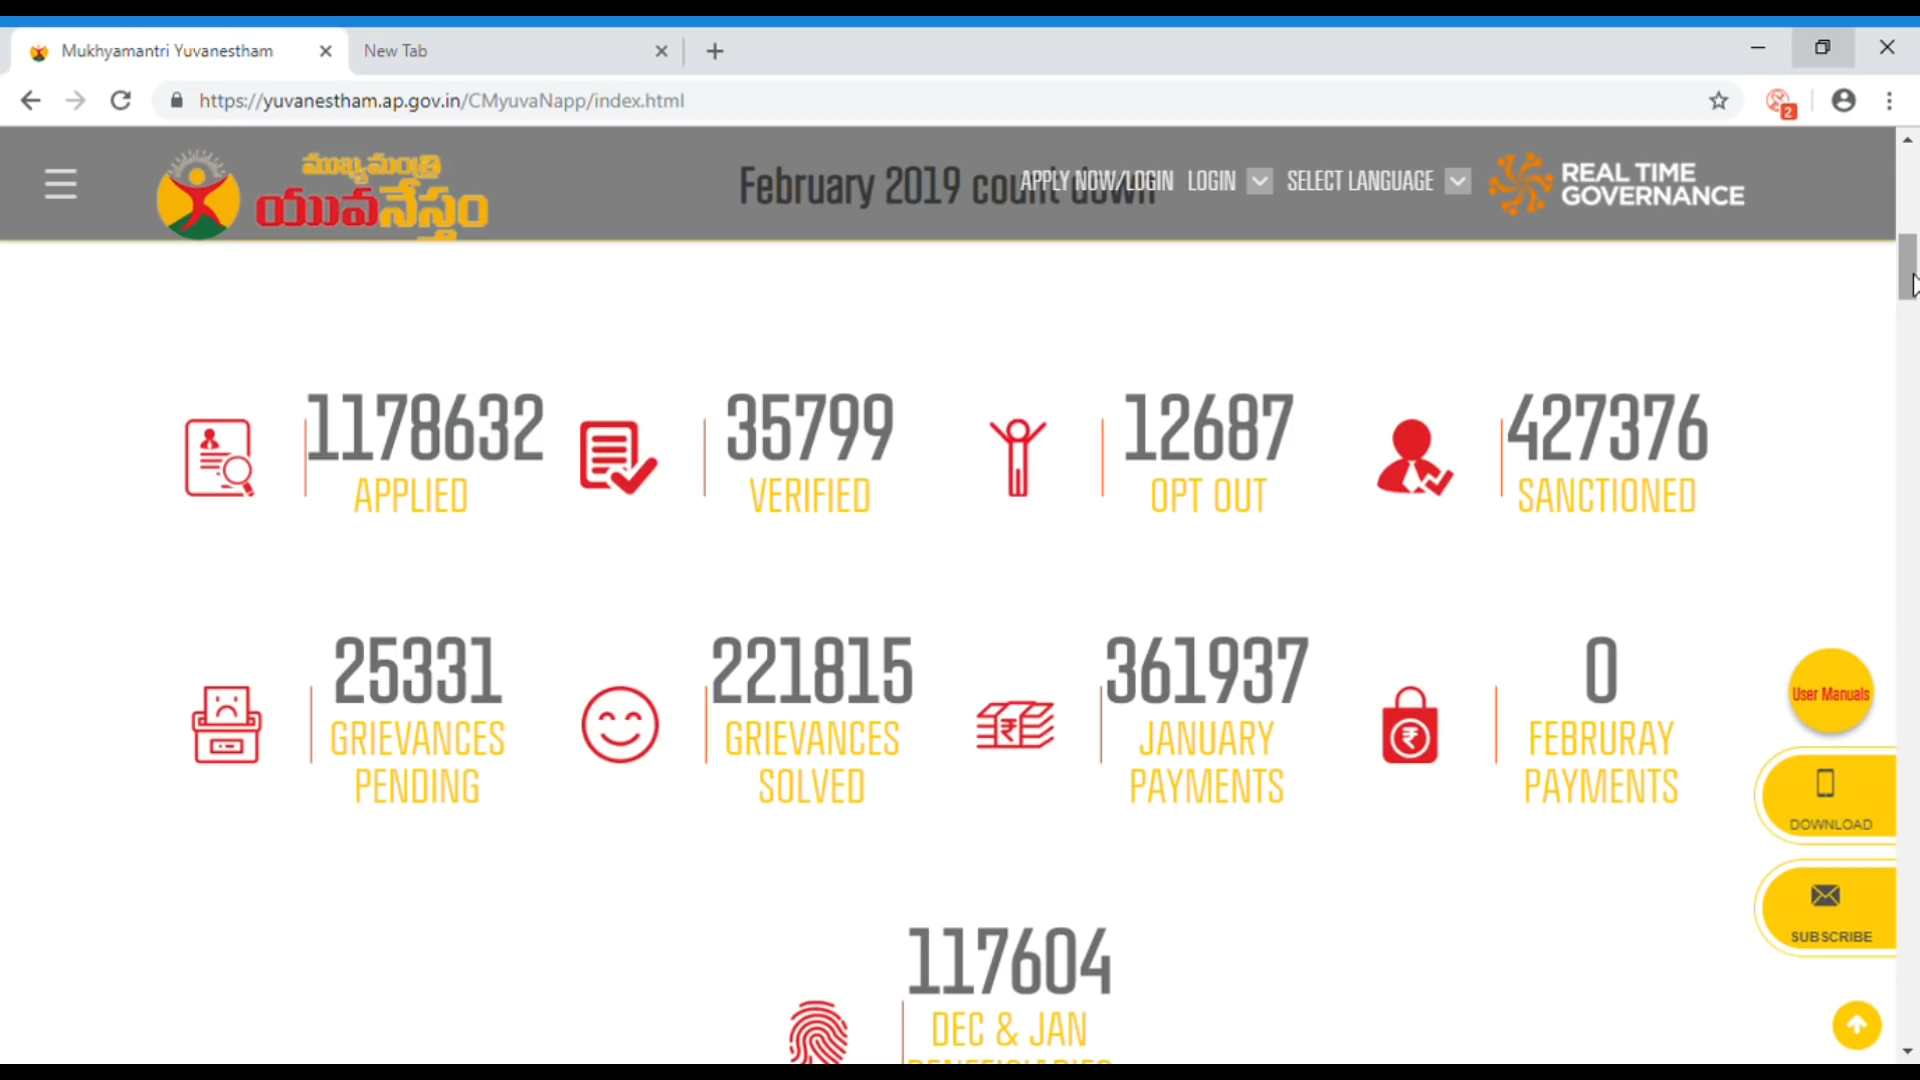 Mukhyamantri Yuvanestham
New Tab
https://yuvanestham.ap.gov.in/CMyuvaNapp/index.html
2
ముఖ్యమంత్రి
యువనేస్తం
February 2019 count down
APPLY NOW/LOGIN LOGIN SELECT LANGUAGE
REAL TIME
GOVERNANCE
1178632
APPLIED
35799
VERIFIED
12687
OPT OUT
427376
SANCTIONED
25331
GRIEVANCES
PENDING
221815
GRIEVANCES
SOLVED
361937
JANUARY
PAYMENTS
0
FEBRURAY
PAYMENTS
User Manuals
DOWNLOAD
SUBSCRIBE
117604
DEC & JAN
BENEFICIARIES